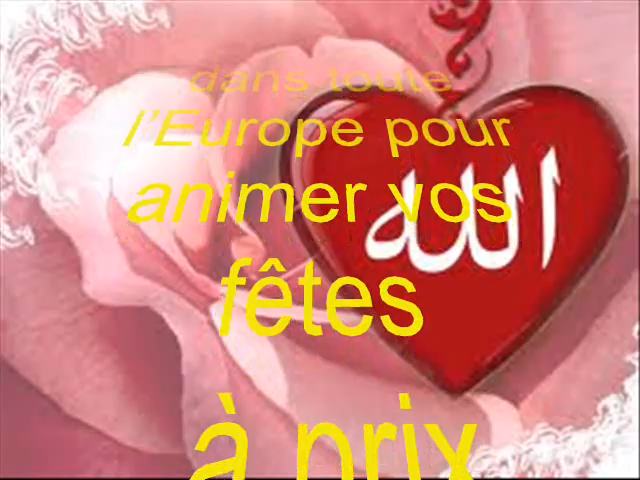 dans toute
l'Europe pour
animer vos
الله
fêtes
à prix